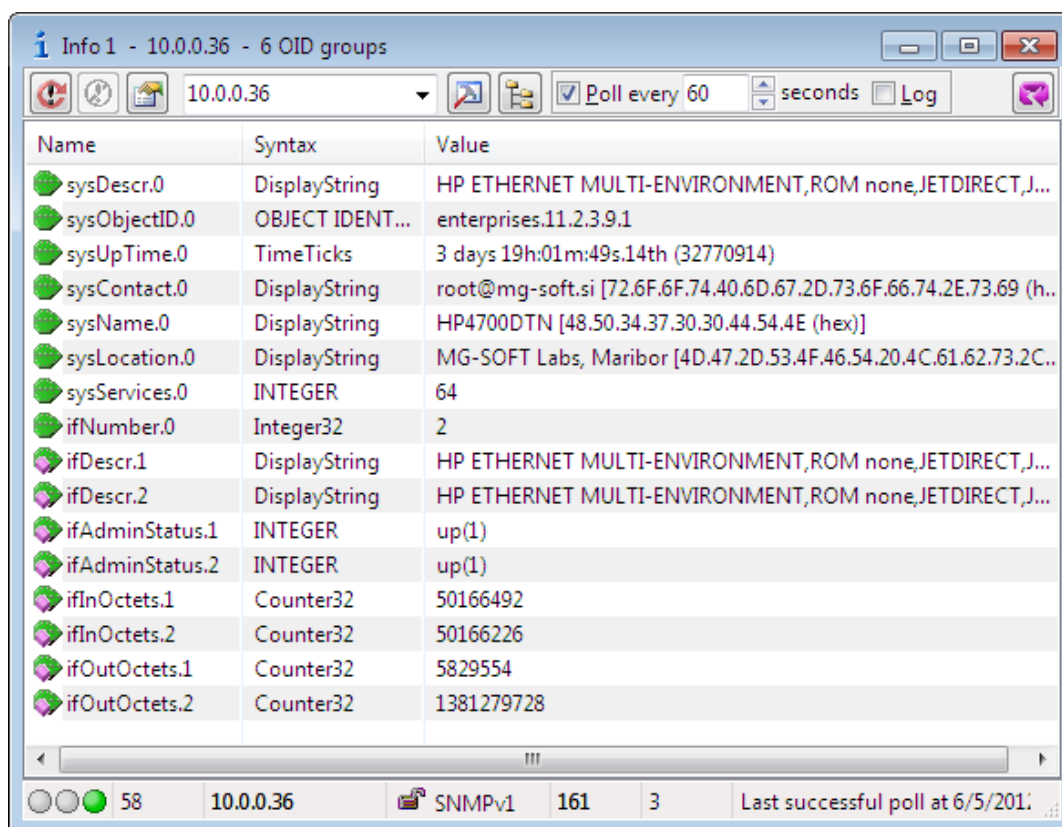 Info 1 - 10.0.0.36 - 6 OID groups
10.0.0.36 Poll every 60 seconds Log
Name Syntax Value
sysDescr.0 DisplayString HP ETHERNET MULTI-ENVIRONMENT,ROM none,JETDIRECT,J...
sysObjectID.0 OBJECT IDENT... enterprises.11.2.3.9.1
sysUpTime.0 TimeTicks 3 days 19h:01m:49s.14th (32770914)
sysContact.0 DisplayString root@mg-soft.si [72.6F.6F.74.40.6D.67.2D.73.6F.66.74.2E.73.69 (h..
sysName.0 DisplayString HP4700DTN [48.50.34.37.30.30.44.54.4E (hex)]
sysLocation.0 DisplayString MG-SOFT Labs, Maribor [4D.47.2D.53.4F.46.54.20.4C.61.62.73.2C..
sysServices.0 INTEGER 64
ifNumber.0 Integer32 2
ifDescr.1 DisplayString HP ETHERNET MULTI-ENVIRONMENT,ROM none,JETDIRECT,J...
ifDescr.2 DisplayString HP ETHERNET MULTI-ENVIRONMENT,ROM none,JETDIRECT,J...
ifAdminStatus.1 INTEGER up(1)
ifAdminStatus.2 INTEGER up(1)
ifInOctets.1 Counter32 50166492
ifInOctets.2 Counter32 50166226
ifOutOctets.1 Counter32 5829554
ifOutOctets.2 Counter32 1381279728
58 10.0.0.36 SNMPv1 161 3 Last successful poll at 6/5/2012